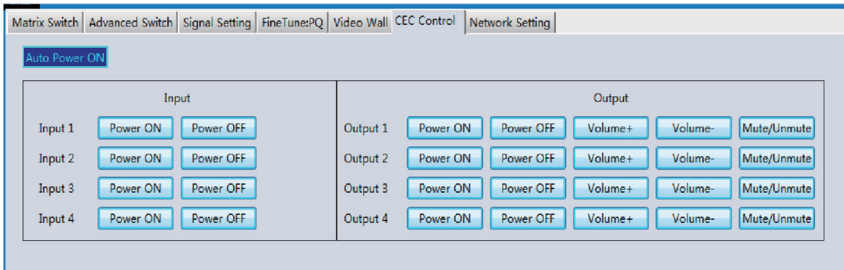 Matrix Switch Advanced Switch Signal Setting FineTune:PQ Video Wall CEC Control Network Setting
Auto Power ON
Input Output
Input 1 Power ON Power OFF Output 1 Power ON Power OFF Volume+ Volume- Mute/Unmute
Input 2 Power ON Power OFF Output 2 Power ON Power OFF Volume+ Volume- Mute/Unmute
Input 3 Power ON Power OFF Output 3 Power ON Power OFF Volume+ Volume- Mute/Unmute
Input 4 Power ON Power OFF Output 4 Power ON Power OFF Volume+ Volume- Mute/Unmute